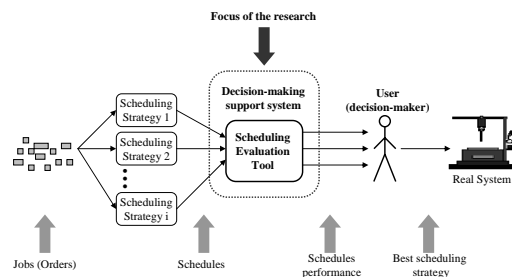 Focus of the research
Decision-making
support system
User
(decision-maker)
Scheduling
Strategy 1
Scheduling
Strategy 2
Scheduling
Strategy i
Scheduling
Evaluation
Tool
Real System
Jobs (Orders)
Schedules
Schedules
performance
Best scheduling
strategy